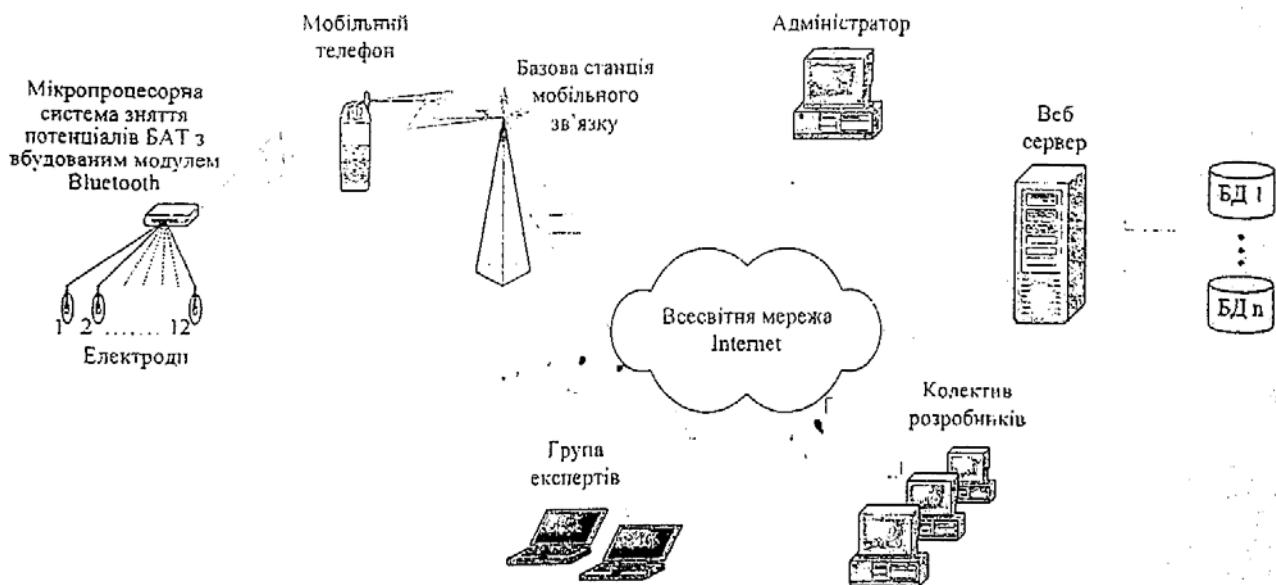 Мобільний
телефон
Адміністратор
Базова станція
мобільного
зв'язку
Мікропроцесорна
система зняття
потенціалів БАТ з
вбудованим модулем
Bluetooth
Веб
сервер
БД 1
БД n
1 2 ....... 12
Електроди
Всесвітня мережа
Internet
Колектив
розробників
Група
експертів